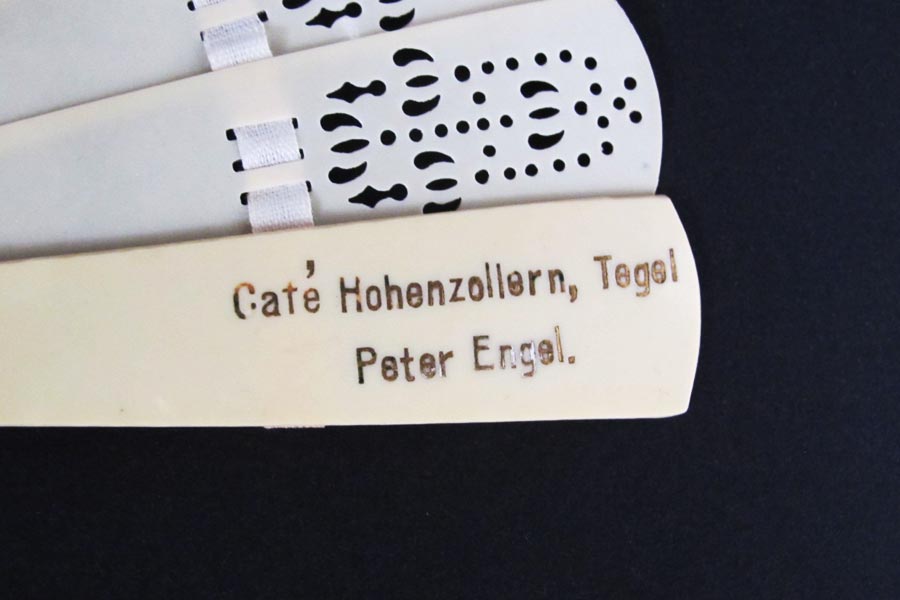 Café Hohenzollern, Tegel
Peter Engel.